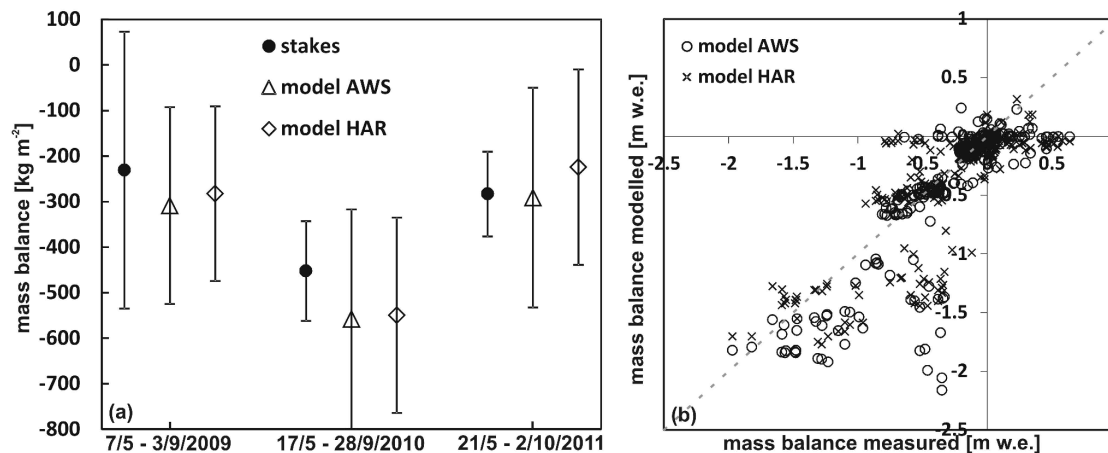 100
0
-100
-200
-300
-400
-500
-600
-700
-800
mass balance [kg m-2]
stakes
model AWS
model HAR
(a)
7/5 - 3/9/2009
17/5 - 28/9/2010
21/5 - 2/10/2011
model AWS
model HAR
1
0.5
-2.5
-2
-1.5
-1
-0.5
0
0.5
-0.5
-1
-1.5
-2
-2.5
mass balance modelled [m w.e.]
(b)
mass balance measured [m w.e.]